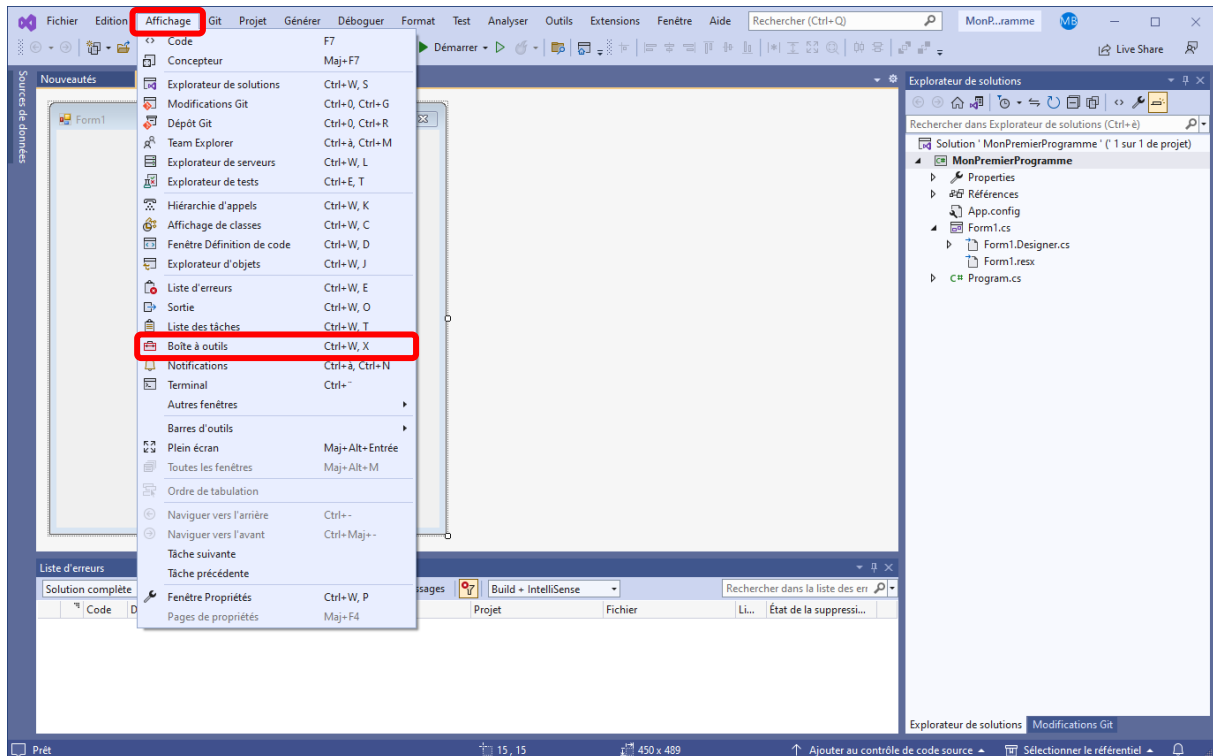 Fichier Edition Affichage Git Projet Générer Déboguer Format Test Analyser Outils Extensions Fenêtre Aide Rechercher (Ctrl+Q) MonP...ramme MB
Démarrer Live Share
Sources de données
Nouveautés
Form1
Code F7
Concepteur Maj+F7
Explorateur de solutions Ctrl+W, S
Modifications Git Ctrl+0, Ctrl+G
Dépôt Git Ctrl+0, Ctrl+R
Team Explorer Ctrl+à, Ctrl+M
Explorateur de serveurs Ctrl+W, L
Explorateur de tests Ctrl+E, T
Hiérarchie d'appels Ctrl+W, K
Affichage de classes Ctrl+W, C
Fenêtre Définition de code Ctrl+W, D
Explorateur d'objets Ctrl+W, J
Liste d'erreurs Ctrl+W, E
Sortie Ctrl+W, O
Liste des tâches Ctrl+W, T
Boîte à outils Ctrl+W, X
Notifications Ctrl+à, Ctrl+N
Terminal Ctrl+¨
Autres fenêtres
Barres d'outils
Plein écran Maj+Alt+Entrée
Toutes les fenêtres Maj+Alt+M
Ordre de tabulation
Naviguer vers l'arrière Ctrl+-
Naviguer vers l'avant Ctrl+Maj+-
Tâche suivante
Tâche précédente
Fenêtre Propriétés Ctrl+W, P
Pages de propriétés Maj+F4
Explorateur de solutions
Rechercher dans Explorateur de solutions (Ctrl+è)
Solution ' MonPremierProgramme ' (' 1 sur 1 de projet)
MonPremierProgramme
Properties
Références
App.config
Form1.cs
Form1.Designer.cs
Form1.resx
C# Program.cs
Explorateur de solutions Modifications Git
Liste d'erreurs
Solution complète ssages Build + IntelliSense Rechercher dans la liste des err
Code D Projet Fichier Li... État de la suppressi...
Prêt 15 , 15 450 x 489 Ajouter au contrôle de code source Sélectionner le référentiel